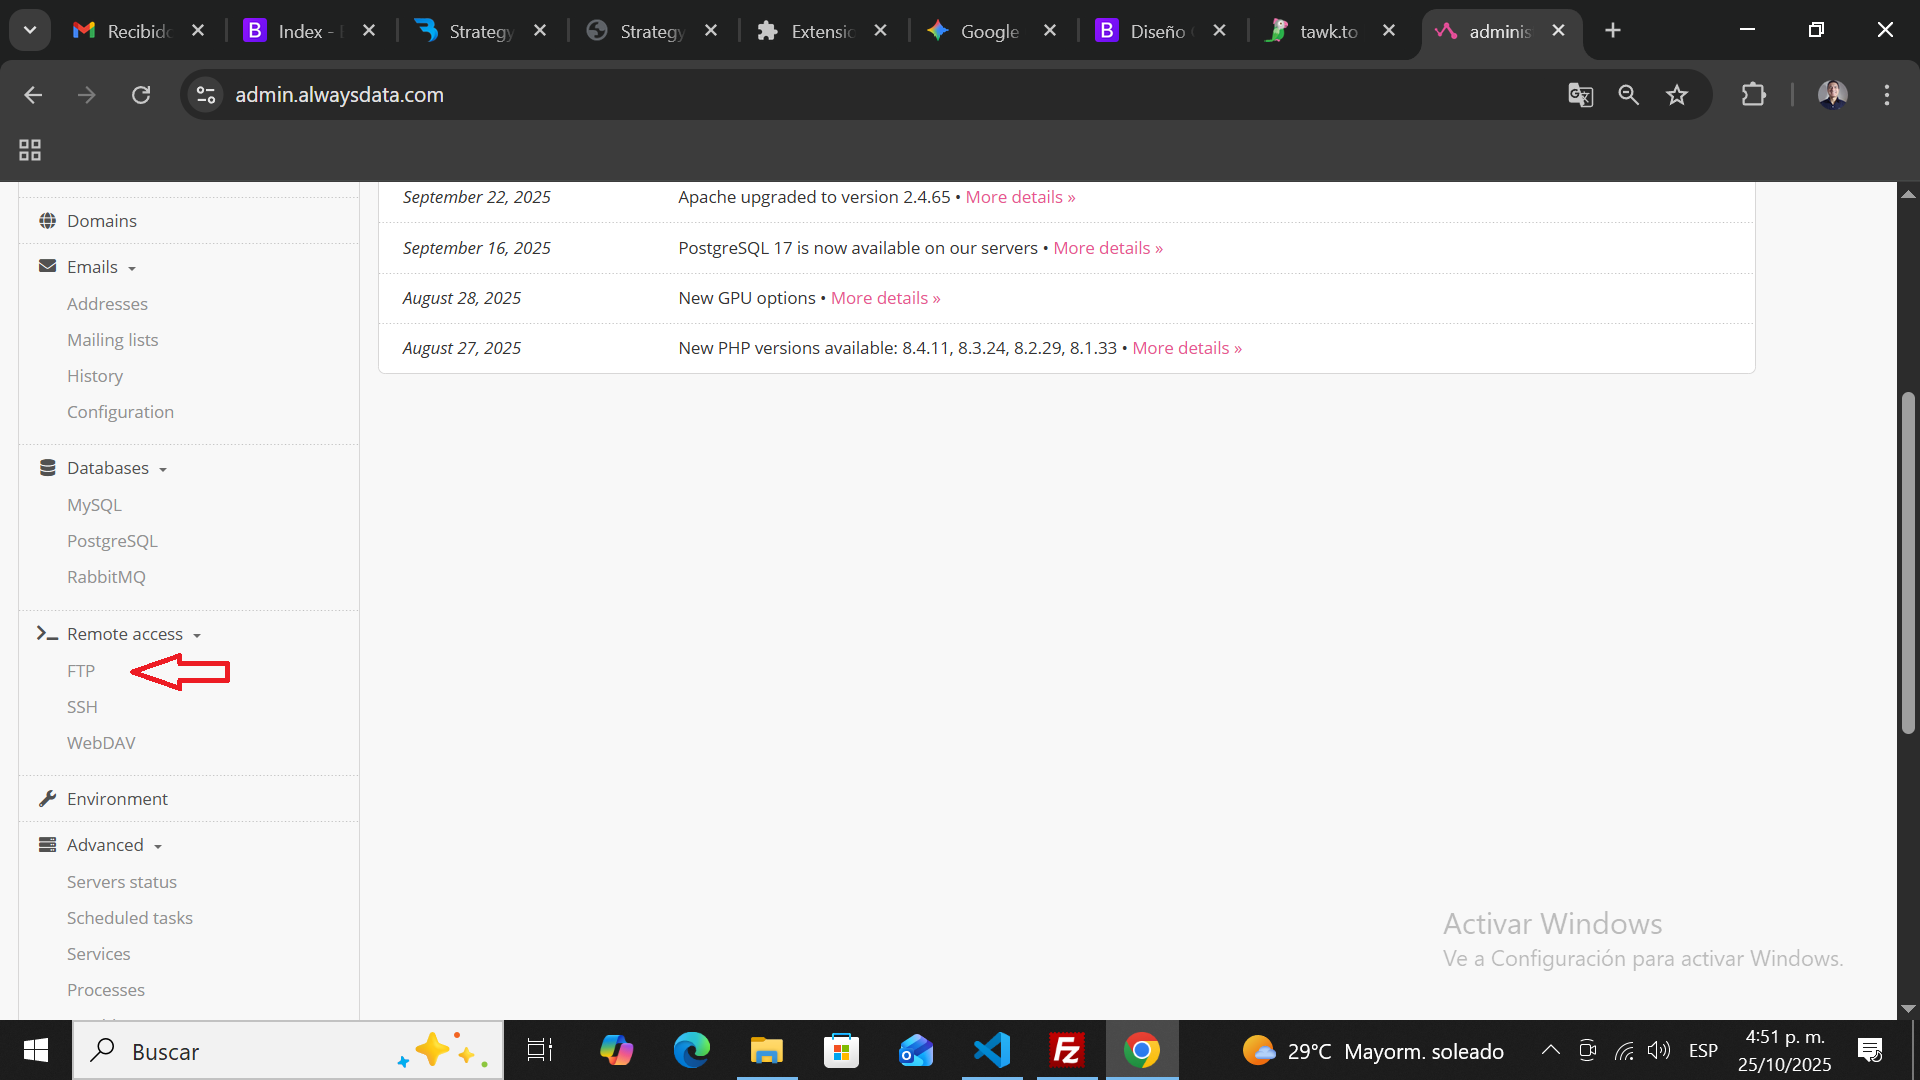 Recibido
Index -
Strategy
Strategy
Extensio
Google
Diseño
tawk.to
adminis
admin.alwaysdata.com
Domains
Emails
Addresses
Mailing lists
History
Configuration
Databases
MySQL
PostgreSQL
RabbitMQ
Remote access
FTP
SSH
WebDAV
Environment
Advanced
Servers status
Scheduled tasks
Services
Processes
September 22, 2025 Apache upgraded to version 2.4.65 • More details »
September 16, 2025 PostgreSQL 17 is now available on our servers • More details »
August 28, 2025 New GPU options • More details »
August 27, 2025 New PHP versions available: 8.4.11, 8.3.24, 8.2.29, 8.1.33 • More details »
Activar Windows
Ve a Configuración para activar Windows.
Buscar
29°C Mayorm. soleado
ESP
4:51 p. m.
25/10/2025